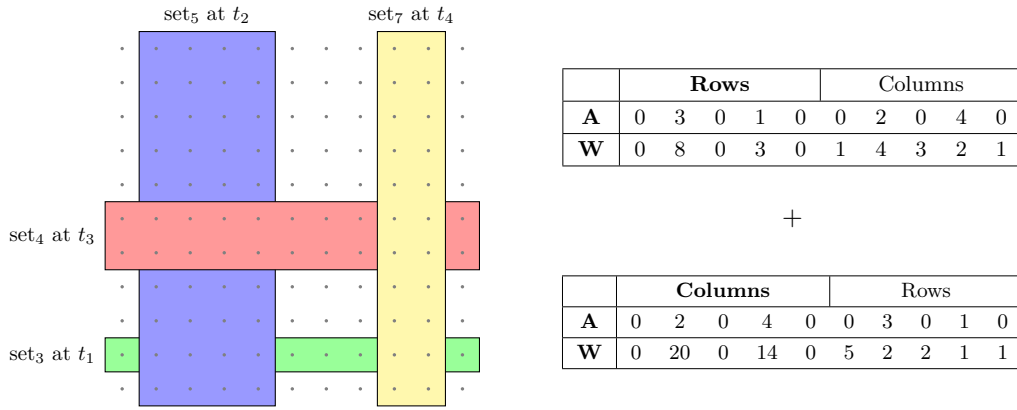 set₅ at t₂ set₇ at t₄
set₄ at t₃
set₃ at t₁
Rows Columns
A 0 3 0 1 0 0 2 0 4 0
W 0 8 0 3 0 1 4 3 2 1
+
Columns Rows
A 0 2 0 4 0 0 3 0 1 0
W 0 20 0 14 0 5 2 2 1 1